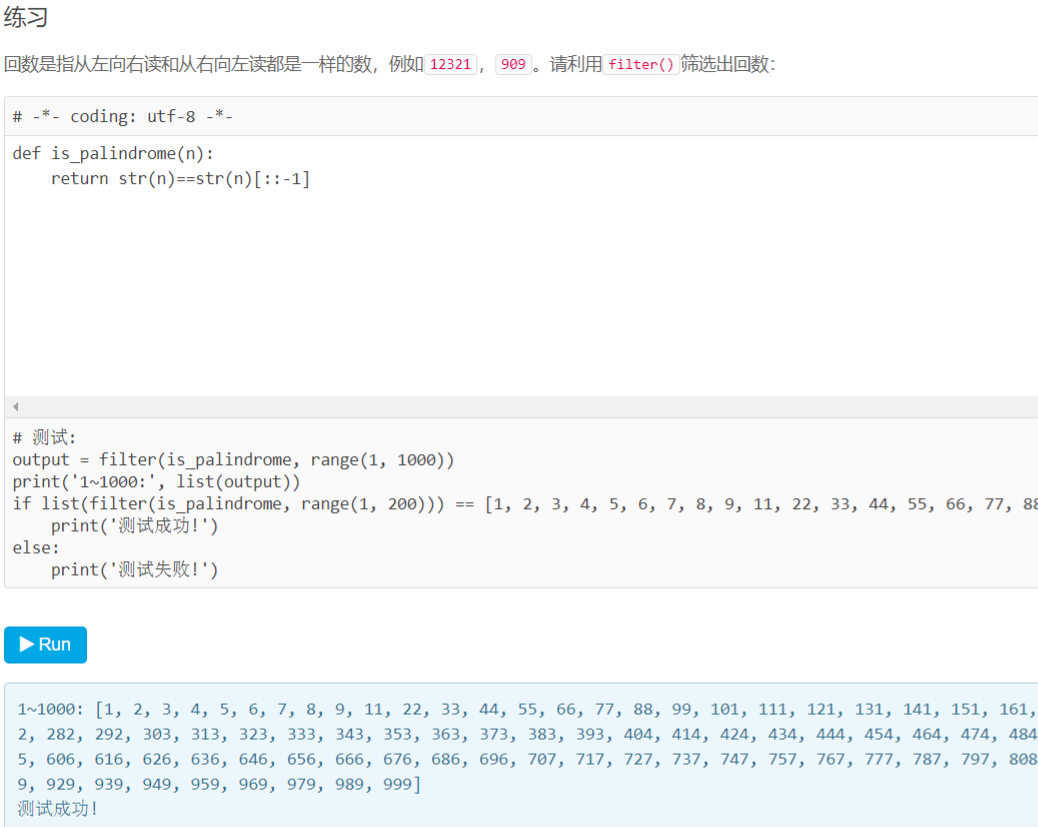 练习
回数是指从左向右读和从右向左读都是一样的数，例如12321，909。请利用filter()筛选出回数：
# -*- coding: utf-8 -*-
def is_palindrome(n):
    return str(n)==str(n)[::-1]
# 测试:
output = filter(is_palindrome, range(1, 1000))
print('1~1000:', list(output))
if list(filter(is_palindrome, range(1, 200))) == [1, 2, 3, 4, 5, 6, 7, 8, 9, 11, 22, 33, 44, 55, 66, 77, 88
    print('测试成功!')
else:
    print('测试失败!')
Run
1~1000: [1, 2, 3, 4, 5, 6, 7, 8, 9, 11, 22, 33, 44, 55, 66, 77, 88, 99, 101, 111, 121, 131, 141, 151, 161,
2, 282, 292, 303, 313, 323, 333, 343, 353, 363, 373, 383, 393, 404, 414, 424, 434, 444, 454, 464, 474, 484
5, 606, 616, 626, 636, 646, 656, 666, 676, 686, 696, 707, 717, 727, 737, 747, 757, 767, 777, 787, 797, 808
9, 929, 939, 949, 959, 969, 979, 989, 999]
测试成功!